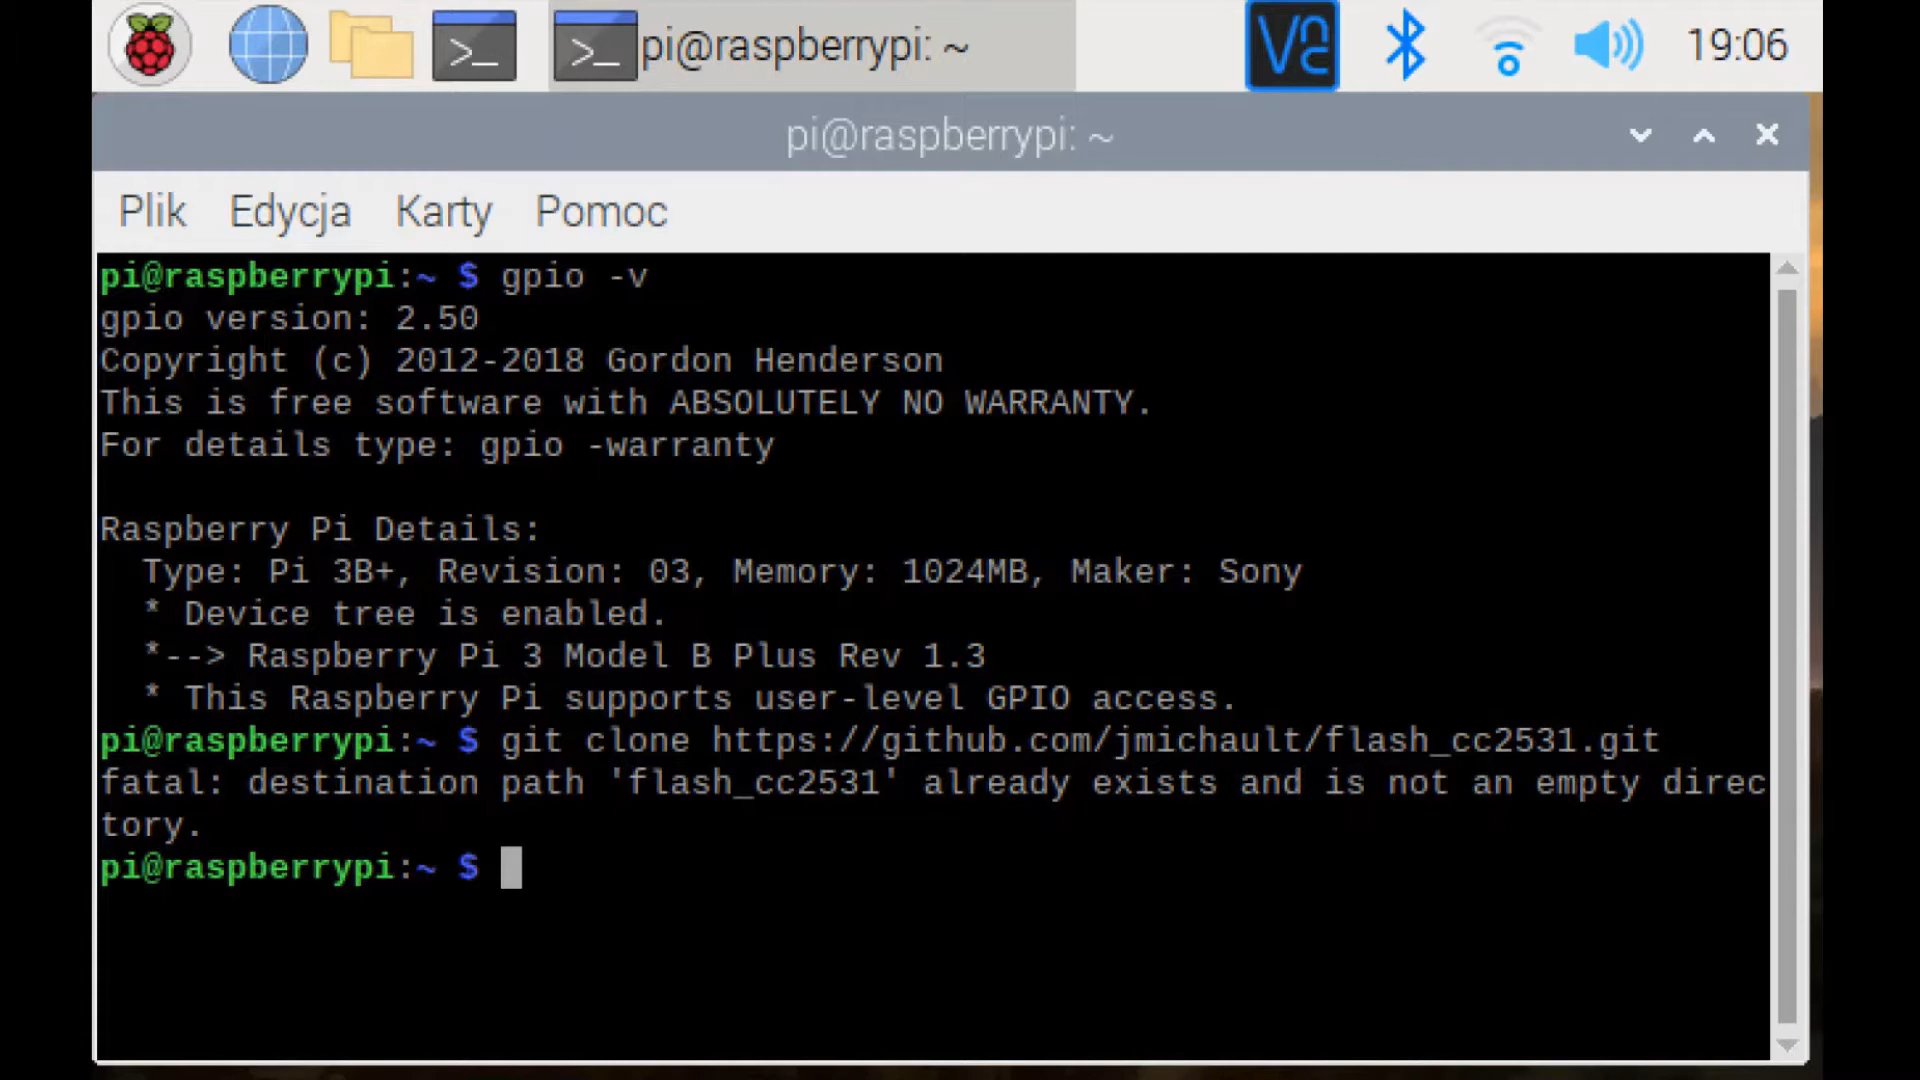 pi@raspberrypi: ~
19:06
pi@raspberrypi: ~
Plik Edycja Karty Pomoc
pi@raspberrypi:~ $ gpio -v
gpio version: 2.50
Copyright (c) 2012-2018 Gordon Henderson
This is free software with ABSOLUTELY NO WARRANTY.
For details type: gpio -warranty
Raspberry Pi Details:
  Type: Pi 3B+, Revision: 03, Memory: 1024MB, Maker: Sony
  * Device tree is enabled.
  *--> Raspberry Pi 3 Model B Plus Rev 1.3
  * This Raspberry Pi supports user-level GPIO access.
pi@raspberrypi:~ $ git clone https://github.com/jmichault/flash_cc2531.git
fatal: destination path 'flash_cc2531' already exists and is not an empty direc
tory.
pi@raspberrypi:~ $